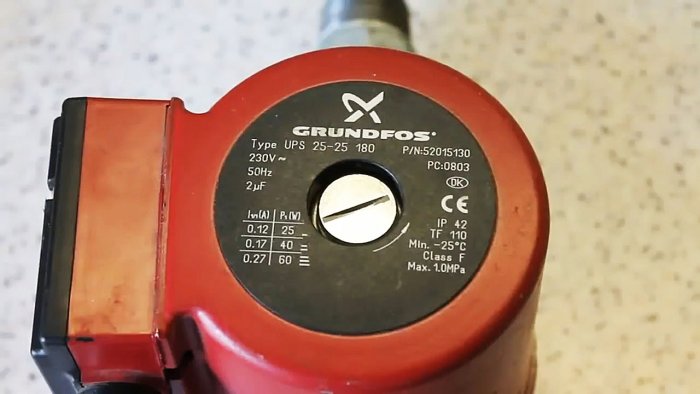 GRUNDFOS®
Type UPS 25-25 180
P/N:52015130
230V~
PC:0803
50Hz
DK
2µF
CE
I₁/₁(A) P₁(W)
0.12 25
0.17 40
0.27 60
IP 42
TF 110
Min. -25°C
Class F
Max. 1.0MPa